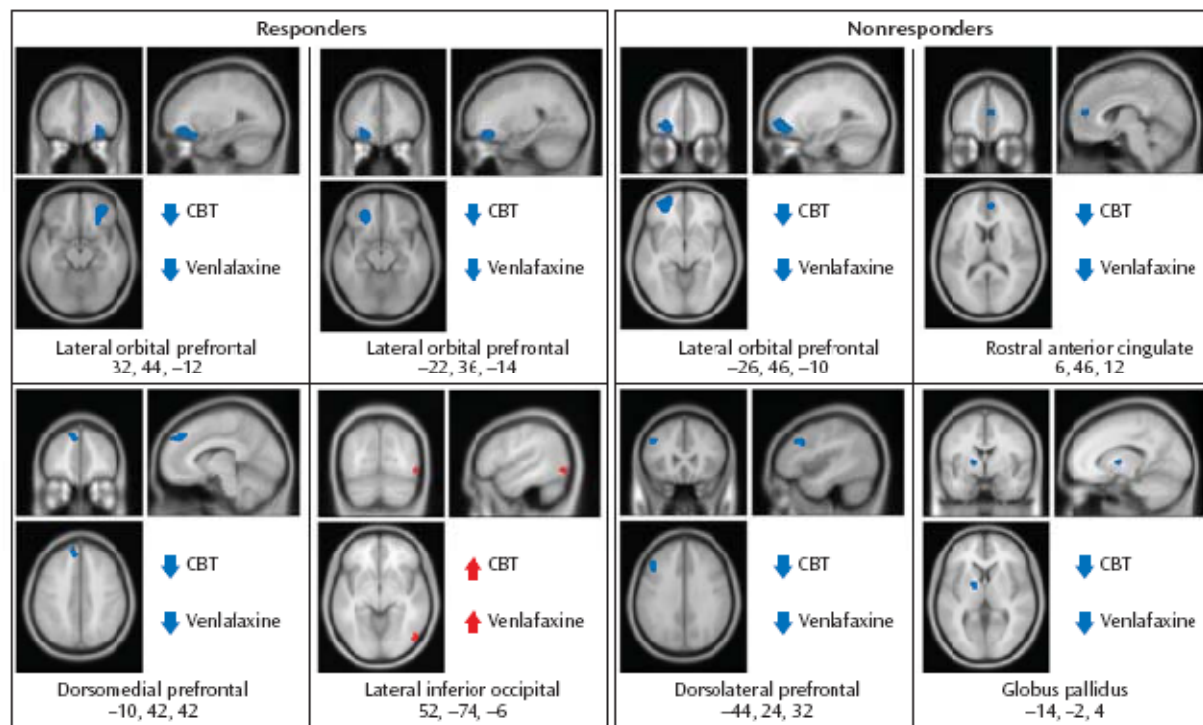 Responders
Nonresponders
CBT
Venlafaxine
Lateral orbital prefrontal
32, 44, –12
CBT
Venlafaxine
Lateral orbital prefrontal
–22, 36, –14
CBT
Venlafaxine
Lateral orbital prefrontal
–26, 46, –10
CBT
Venlafaxine
Rostral anterior cingulate
6, 46, 12
CBT
Venlafaxine
Dorsomedial prefrontal
–10, 42, 42
CBT
Venlafaxine
Lateral inferior occipital
52, –74, –6
CBT
Venlafaxine
Dorsolateral prefrontal
–44, 24, 32
CBT
Venlafaxine
Globus pallidus
–14, –2, 4